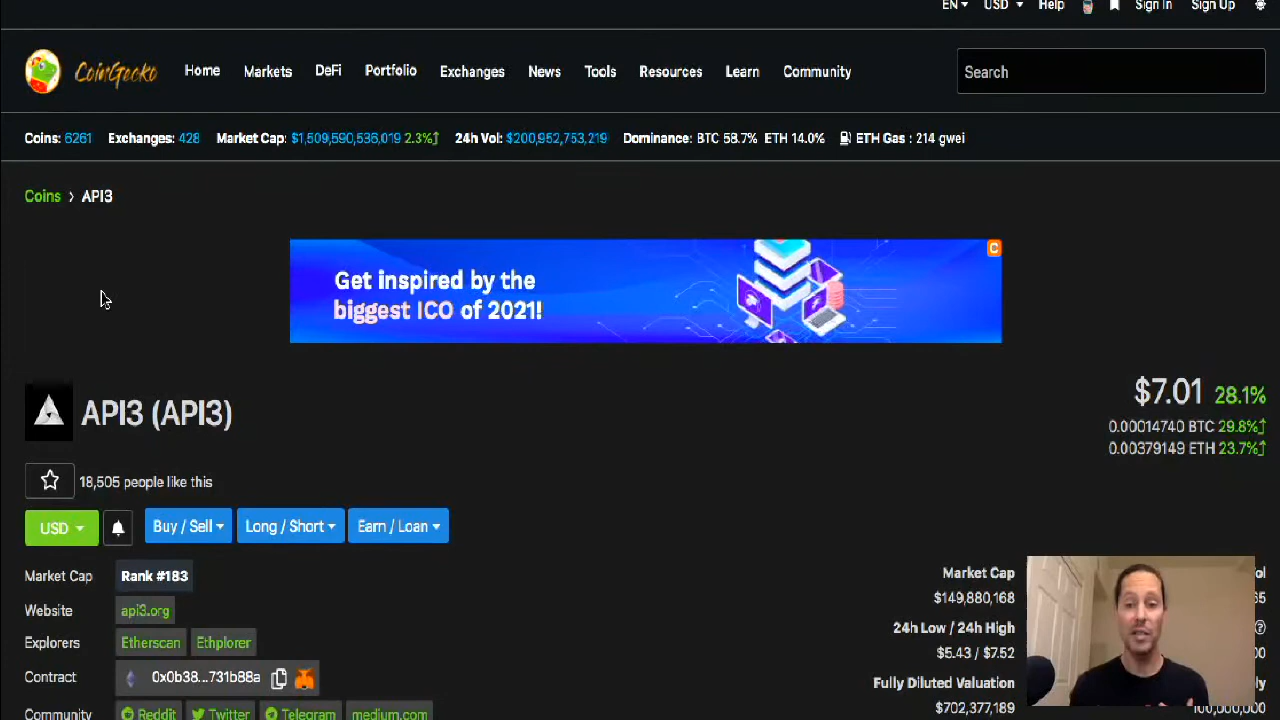 EN USD Help Sign In Sign Up
CoinGecko Home Markets DeFi Portfolio Exchanges News Tools Resources Learn Community Search
Coins: 6261 Exchanges: 428 Market Cap: $1,509,590,536,019 2.3% 24h Vol: $200,952,753,219 Dominance: BTC 58.7% ETH 14.0% ETH Gas : 214 gwei
Coins > API3
Get inspired by the
biggest ICO of 2021!
C
API3 (API3)
$7.01 28.1%
0.00014740 BTC 29.8%
0.00379149 ETH 23.7%
18,505 people like this
USD Buy / Sell Long / Short Earn / Loan
Market Cap Rank #183
Website api3.org
Explorers Etherscan Ethplorer
Contract 0x0b38...731b88a
Community Reddit Twitter Telegram medium.com
Market Cap
$149,880,168
24h Low / 24h High
$5.43 / $7.52
Fully Diluted Valuation
$702,377,189
100,000,000